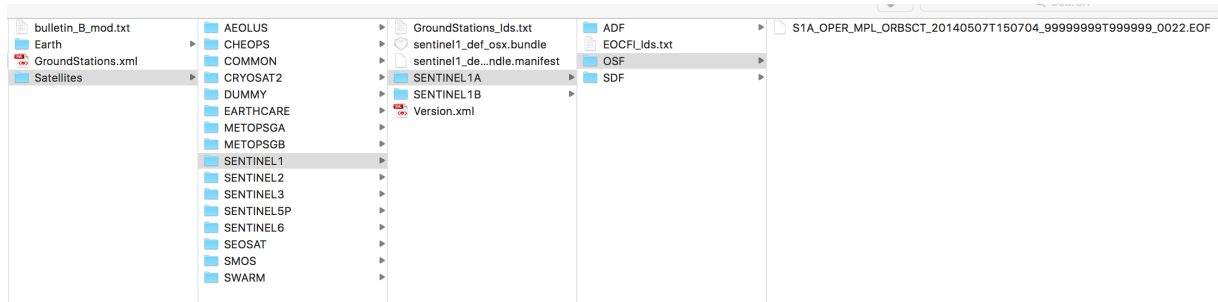 Search
bulletin_B_mod.txt
Earth
GroundStations.xml
Satellites
AEOLUS
CHEOPS
COMMON
CRYOSAT2
DUMMY
EARTHCARE
METOPSGA
METOPSGB
SENTINEL1
SENTINEL2
SENTINEL3
SENTINEL5P
SENTINEL6
SEOSAT
SMOS
SWARM
GroundStations_Ids.txt
sentinel1_def_osx.bundle
sentinel1_de...ndle.manifest
SENTINEL1A
SENTINEL1B
Version.xml
ADF
EOCFI_Ids.txt
OSF
SDF
S1A_OPER_MPL_ORBSCT_20140507T150704_99999999T999999_0022.EOF